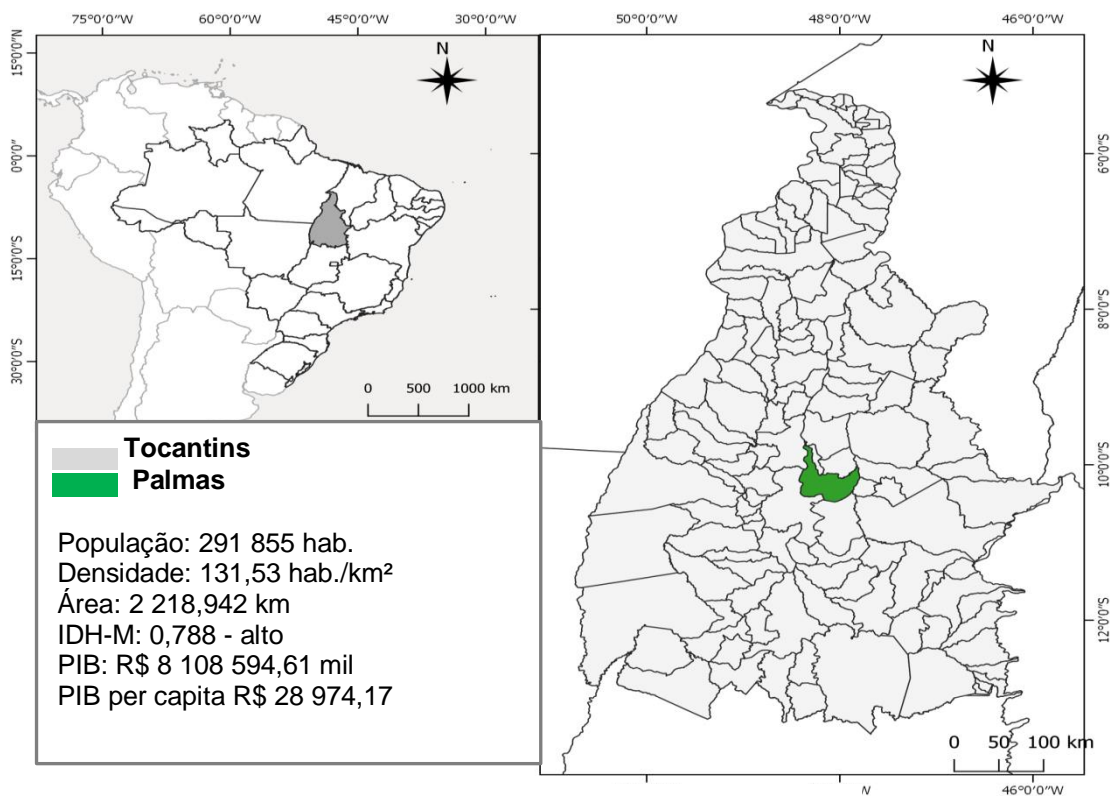 75°0'0"W 60°0'0"W 45°0'0"W 30°0'0"W
15°0'0"N
0°0'0"
15°0'0"S
30°0'0"S
N
0 500 1000 km
Tocantins
Palmas
População: 291 855 hab.
Densidade: 131,53 hab./km²
Área: 2 218,942 km
IDH-M: 0,788 - alto
PIB: R$ 8 108 594,61 mil
PIB per capita R$ 28 974,17
50°0'0"W 48°0'0"W 46°0'0"W
N
6°0'0"S
8°0'0"S
10°0'0"S
12°0'0"S
0 50 100 km
W 46°0'0"W